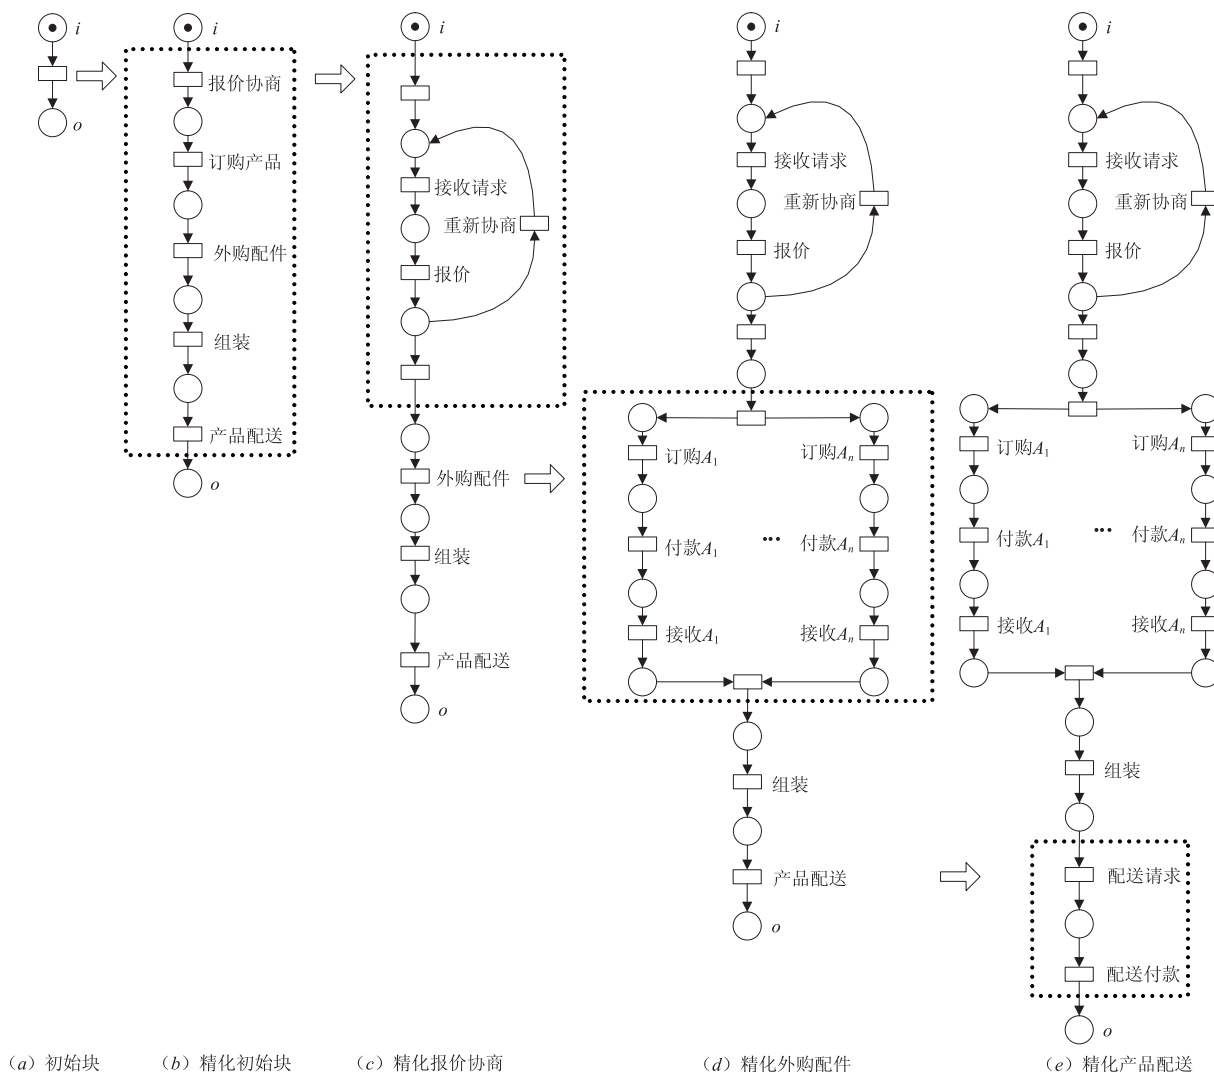 i
o
i
报价协商
订购产品
外购配件
组装
产品配送
o
i
接收请求
重新协商
报价
外购配件
组装
产品配送
o
i
接收请求
重新协商
报价
订购A₁
订购Aₙ
付款A₁
… 付款Aₙ
接收A₁
接收Aₙ
组装
产品配送
o
i
接收请求
重新协商
报价
订购A₁
订购Aₙ
付款A₁
… 付款Aₙ
接收A₁
接收Aₙ
组装
配送请求
配送付款
o
(a) 初始块
(b) 精化初始块
(c) 精化报价协商
(d) 精化外购配件
(e) 精化产品配送